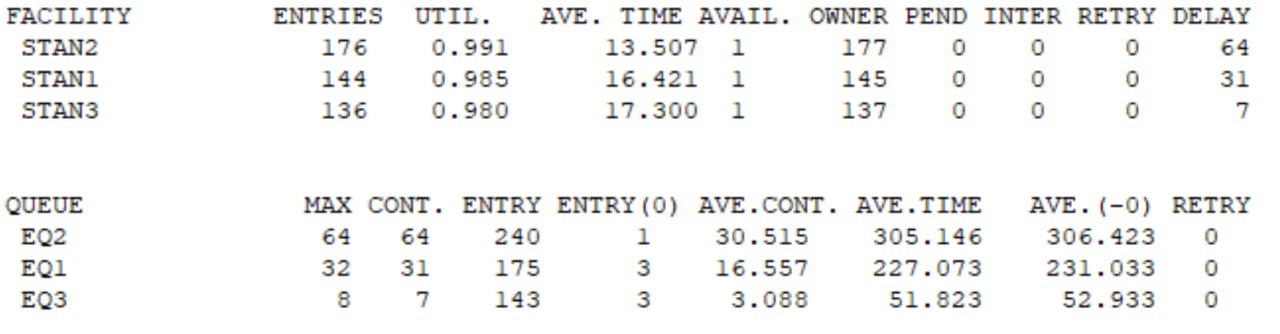 FACILITY ENTRIES UTIL. AVE. TIME AVAIL. OWNER PEND INTER RETRY DELAY
STAN2 176 0.991 13.507 1 177 0 0 0 64
STAN1 144 0.985 16.421 1 145 0 0 0 31
STAN3 136 0.980 17.300 1 137 0 0 0 7
QUEUE MAX CONT. ENTRY ENTRY(0) AVE.CONT. AVE.TIME AVE.(-0) RETRY
EQ2 64 64 240 1 30.515 305.146 306.423 0
EQ1 32 31 175 3 16.557 227.073 231.033 0
EQ3 8 7 143 3 3.088 51.823 52.933 0